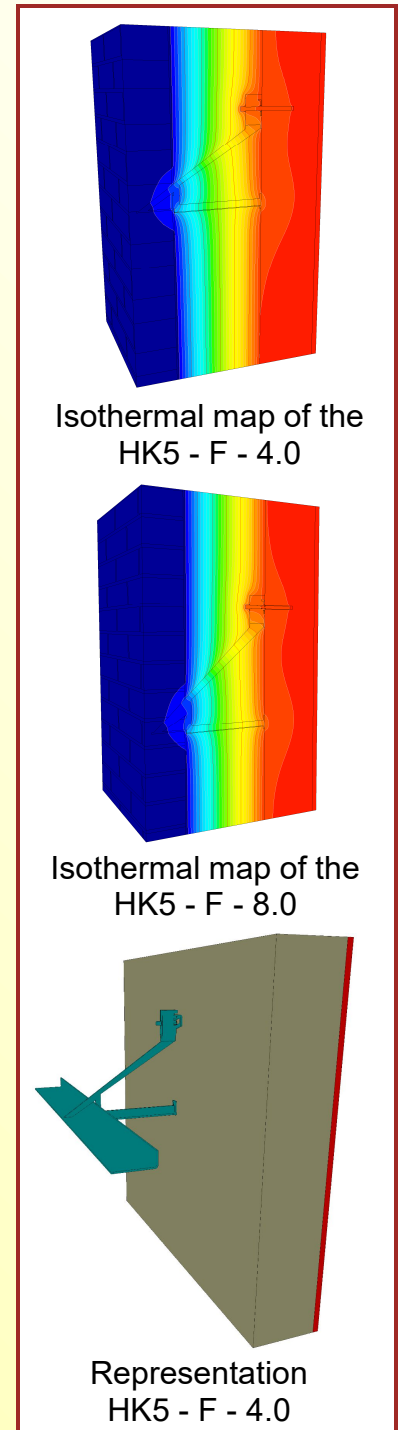 Isothermal map of the
HK5 - F - 4.0
Isothermal map of the
HK5 - F - 8.0
Representation
HK5 - F - 4.0